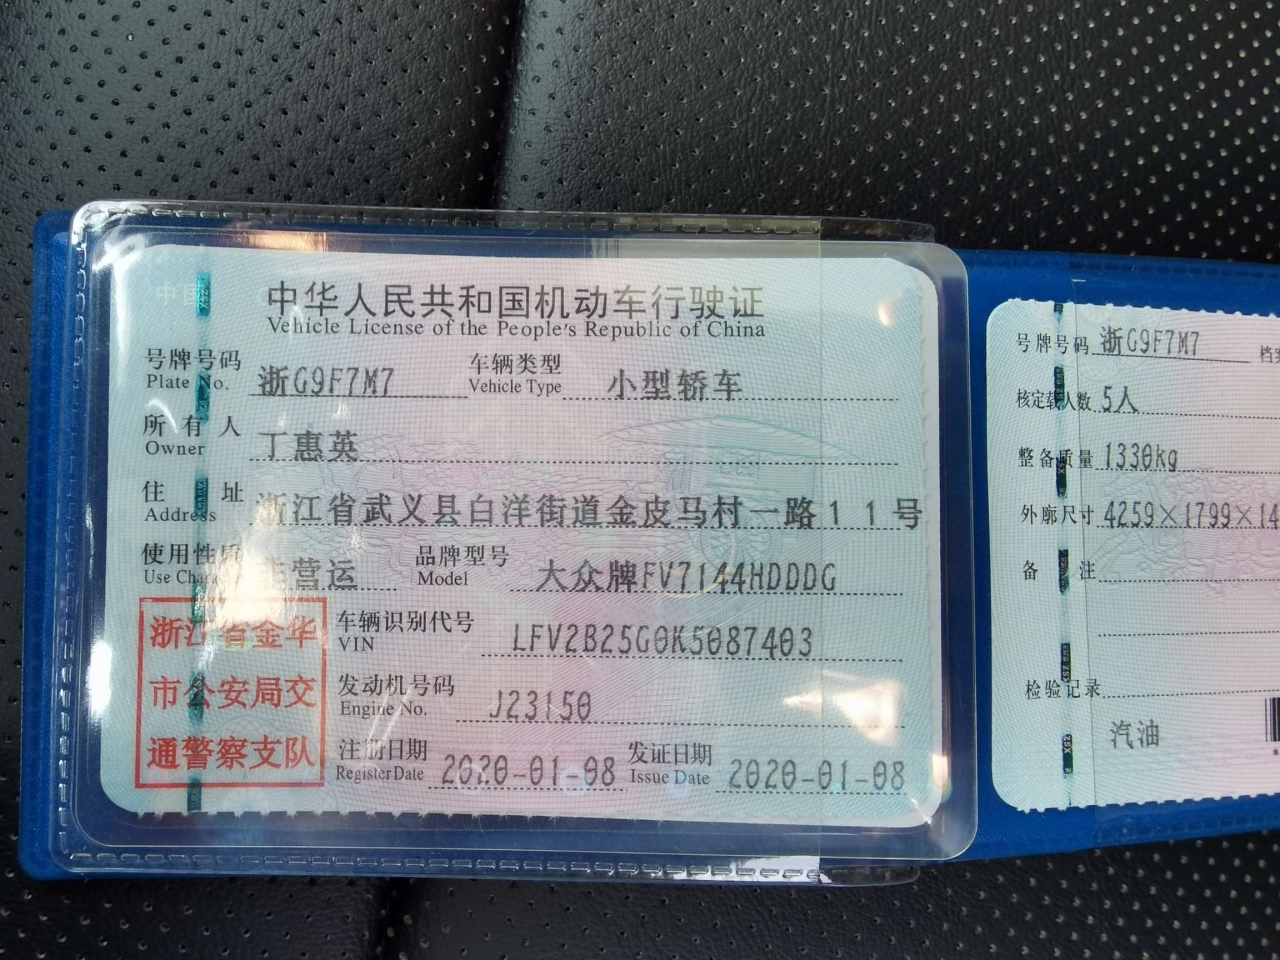 中华人民共和国机动车行驶证
Vehicle License of the People's Republic of China
号牌号码 浙G9F7M7 车辆类型 小型轿车
Plate No. Vehicle Type
所有人 丁惠英
Owner
住址 浙江省武义县白洋街道金皮马村一路11号
Address
使用性质 营运 品牌型号 大众牌FV7144HDDDG
Use Model
浙江省金华
市公安局交
通警察支队
车辆识别代号 LFV2B25G0K5087403
VIN
发动机号码 J23150
Engine No.
注册日期 2020-01-08 发证日期 2020-01-08
Register Date Issue Date
号牌号码 浙G9F7M7
核定载人数 5人
整备质量 1330kg
外廓尺寸 4259×1799×14
备注
检验记录
汽油